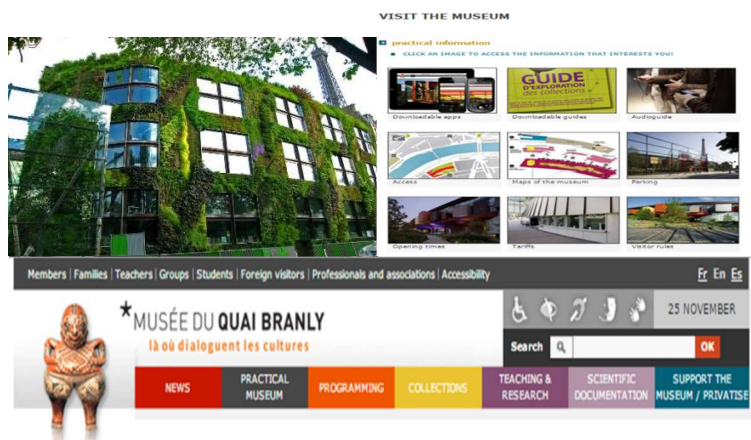 VISIT THE MUSEUM
practical information
CLICK AN IMAGE TO ACCESS THE INFORMATION THAT INTERESTS YOU!
GUIDE
D'EXPLORATION
des collections
Downloadable apps
Downloadable guides
Audioguide
Access
Maps of the museum
Parking
Opening times
Tariffs
Visitor rules
Members | Families | Teachers | Groups | Students | Foreign visitors | Professionals and associations | Accessibility
Fr En Es
*MUSÉE DU QUAI BRANLY
là où dialoguent les cultures
25 NOVEMBER
Search
OK
NEWS
PRACTICAL
MUSEUM
PROGRAMMING
COLLECTIONS
TEACHING &
RESEARCH
SCIENTIFIC
DOCUMENTATION
SUPPORT THE
MUSEUM / PRIVATISE